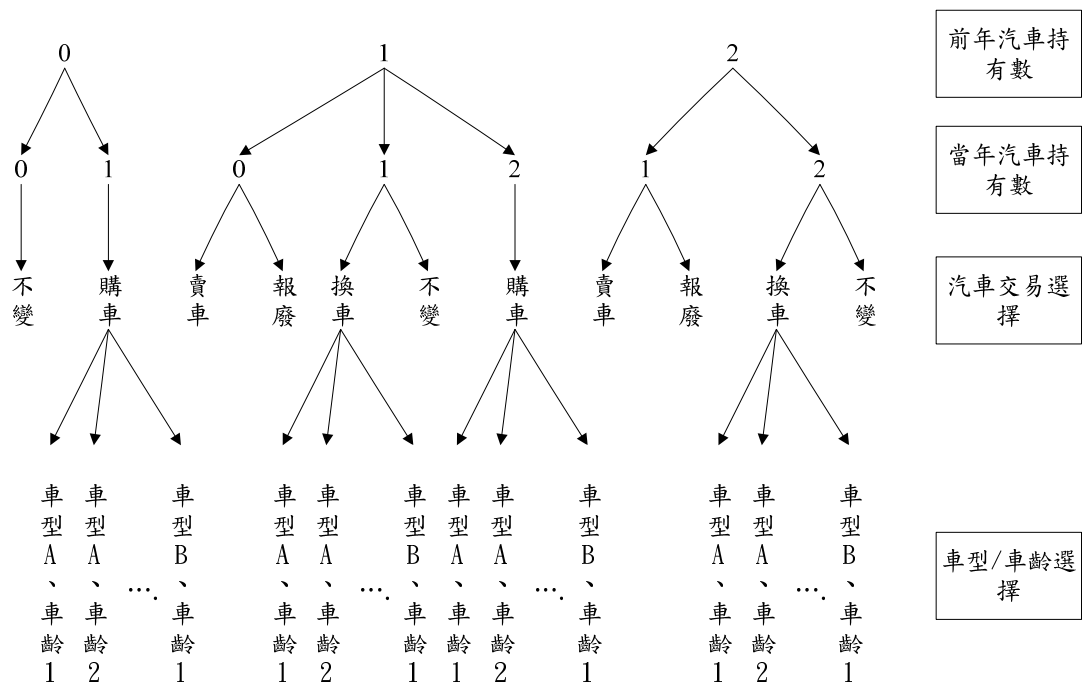 0 1 2
前年汽車持
有數
0 1 0 1 2 1 2
當年汽車持
有數
不變 購車 賣車 報廢 換車 不變 購車 賣車 報廢 換車 不變
汽車交易選
擇
車型A、車齡1
車型A、車齡2
….
車型B、車齡1
車型A、車齡1
車型A、車齡2
….
車型B、車齡1
車型A、車齡1
車型A、車齡2
….
車型B、車齡1
車型A、車齡1
車型A、車齡2
….
車型B、車齡1
車型/車齡選
擇